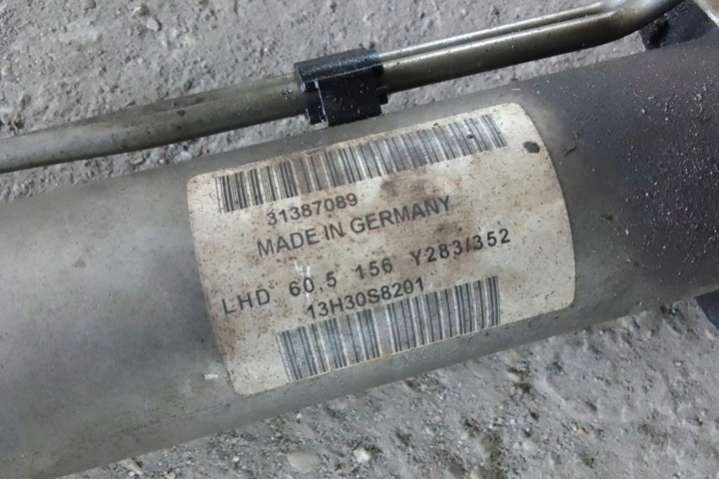 31387089
MADE IN GERMANY
LHD 60.5 156 Y283/352
13H30S8201